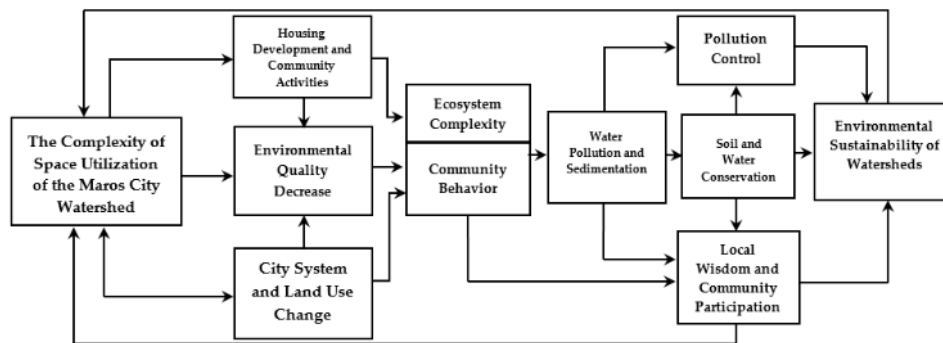 The Complexity of
Space Utilization
of the Maros City
Watershed
Housing
Development and
Community
Activities
Environmental
Quality
Decrease
City System
and Land Use
Change
Ecosystem
Complexity
Community
Behavior
Water
Pollution and
Sedimentation
Pollution
Control
Soil and
Water
Conservation
Local
Wisdom and
Community
Participation
Environmental
Sustainability of
Watersheds